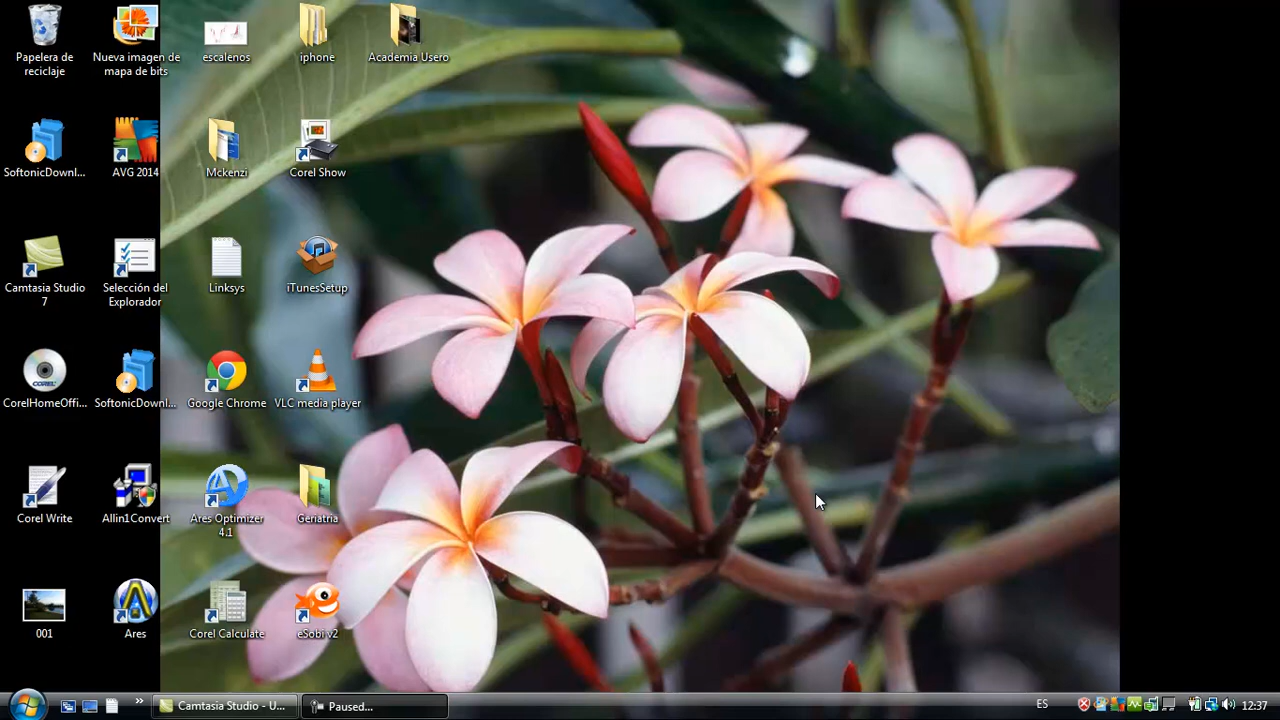 Papelera de
reciclaje
Nueva imagen de
mapa de bits
escalenos
iphone
Academia Usero
SoftonicDownl...
AVG 2014
Mckenzi
Corel Show
Camtasia Studio
7
Selección del
Explorador
Linksys
iTunesSetup
COREL
CorelHomeOffi...
SoftonicDownl...
Google Chrome
VLC media player
Corel Write
Allin1Convert
Ares Optimizer
4.1
Geriatria
001
Ares
Corel Calculate
eSobi v2
» Camtasia Studio - U...
Paused...
ES
12:37